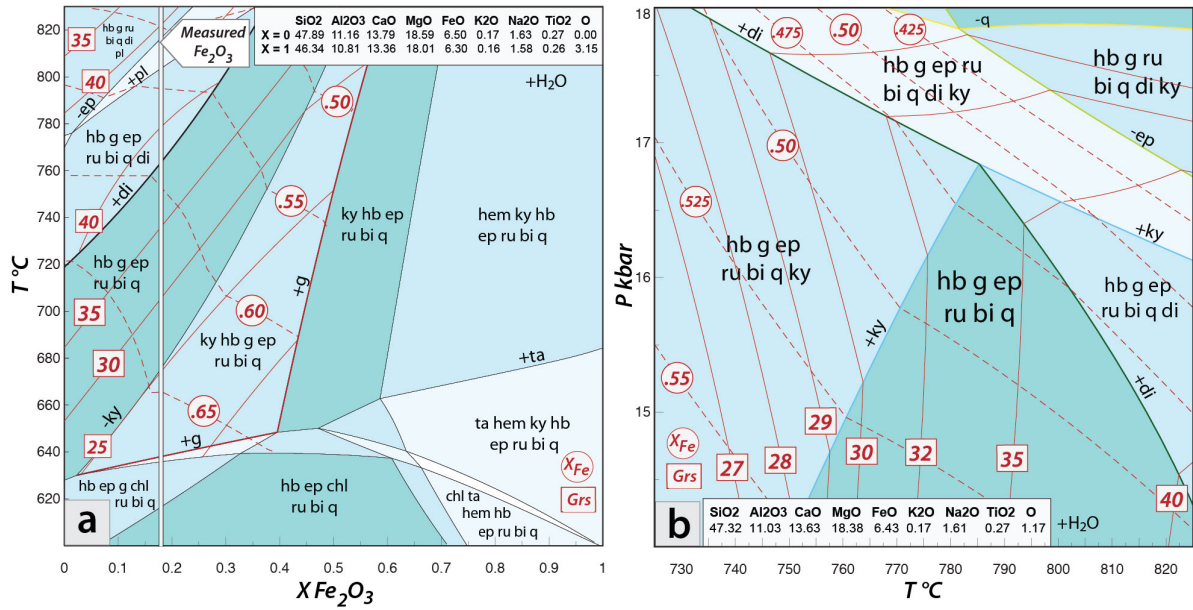 830
800
780
760
740
720
700
680
660
640
620
T °C
0
0.1
0.2
0.3
0.4
0.5
0.6
0.7
0.8
0.9
1
X Fe2O3
Measured
Fe2O3
SiO2 Al2O3 CaO MgO FeO K2O Na2O TiO2 O
X = 0 47.89 11.16 13.79 18.59 6.50 0.17 1.63 0.27 0.00
X = 1 46.34 10.81 13.36 18.01 6.30 0.16 1.58 0.26 3.15
+H2O
hb g ru
bi q di
pl
35
40
+pl
-ep
hb g ep
ru bi q di
+di
40
hb g ep
ru bi q
35
30
25
-ky
+g
.50
.55
.60
.65
ky hb g ep
ru bi q
+g
ky hb ep
ru bi q
hem ky hb
ep ru bi q
+ta
ta hem ky hb
ep ru bi q
XFe
Grs
hb ep g chl
ru bi q
hb ep chl
ru bi q
chl ta
hem hb
ep ru bi q
a
18
17
16
15
P kbar
730
740
750
760
770
780
790
800
810
820
T °C
+di
.475
.50
.425
-q
hb g ru
bi q di ky
hb g ep ru
bi q di ky
-ep
.50
.525
.55
hb g ep
ru bi q ky
+ky
hb g ep
ru bi q
+ky
hb g ep
ru bi q di
+di
27
28
29
30
32
35
40
XFe
Grs
SiO2 Al2O3 CaO MgO FeO K2O Na2O TiO2 O
47.32 11.03 13.63 18.38 6.43 0.17 1.61 0.27 1.17
+H2O
b